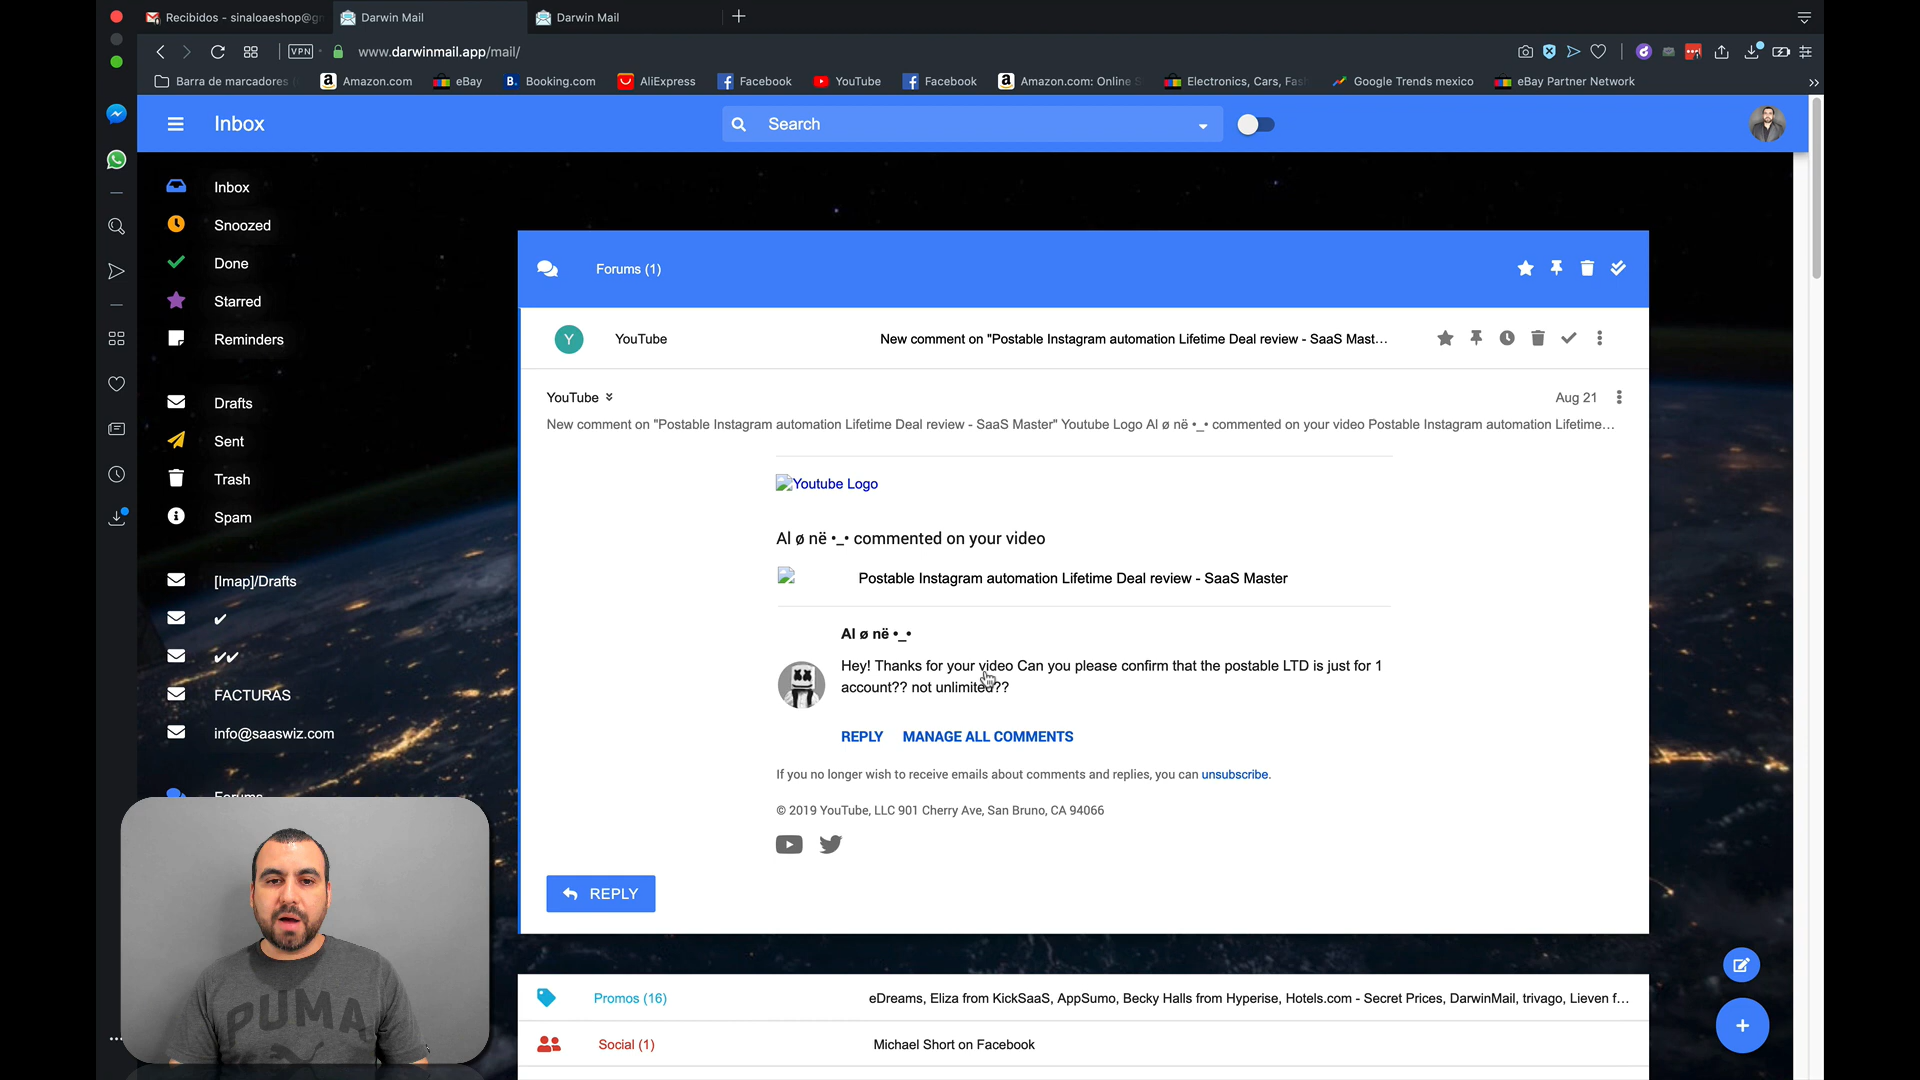 Recibidos - sinaloaeshop@g
Darwin Mail
Darwin Mail
VPN
www.darwinmail.app/mail/
Barra de marcadores
Amazon.com
eBay
Booking.com
AliExpress
Facebook
YouTube
Facebook
Amazon.com: Online
Electronics, Cars, Fas
Google Trends mexico
eBay Partner Network
Inbox
Search
Inbox
Snoozed
Done
Starred
Reminders
Drafts
Sent
Trash
Spam
[Imap]/Drafts
✔
✔✔
FACTURAS
info@saaswiz.com
Forums
Forums (1)
Y
YouTube
New comment on "Postable Instagram automation Lifetime Deal review - SaaS Mast...
YouTube
Aug 21
New comment on "Postable Instagram automation Lifetime Deal review - SaaS Master" Youtube Logo Al ø në •_• commented on your video Postable Instagram automation Lifetime...
Youtube Logo
Al ø në •_• commented on your video
Postable Instagram automation Lifetime Deal review - SaaS Master
Al ø në •_•
Hey! Thanks for your video Can you please confirm that the postable LTD is just for 1
account?? not unlimited??
REPLY MANAGE ALL COMMENTS
If you no longer wish to receive emails about comments and replies, you can unsubscribe.
© 2019 YouTube, LLC 901 Cherry Ave, San Bruno, CA 94066
REPLY
Promos (16)
eDreams, Eliza from KickSaaS, AppSumo, Becky Halls from Hyperise, Hotels.com - Secret Prices, DarwinMail, trivago, Lieven f...
Social (1)
Michael Short on Facebook
PUMA